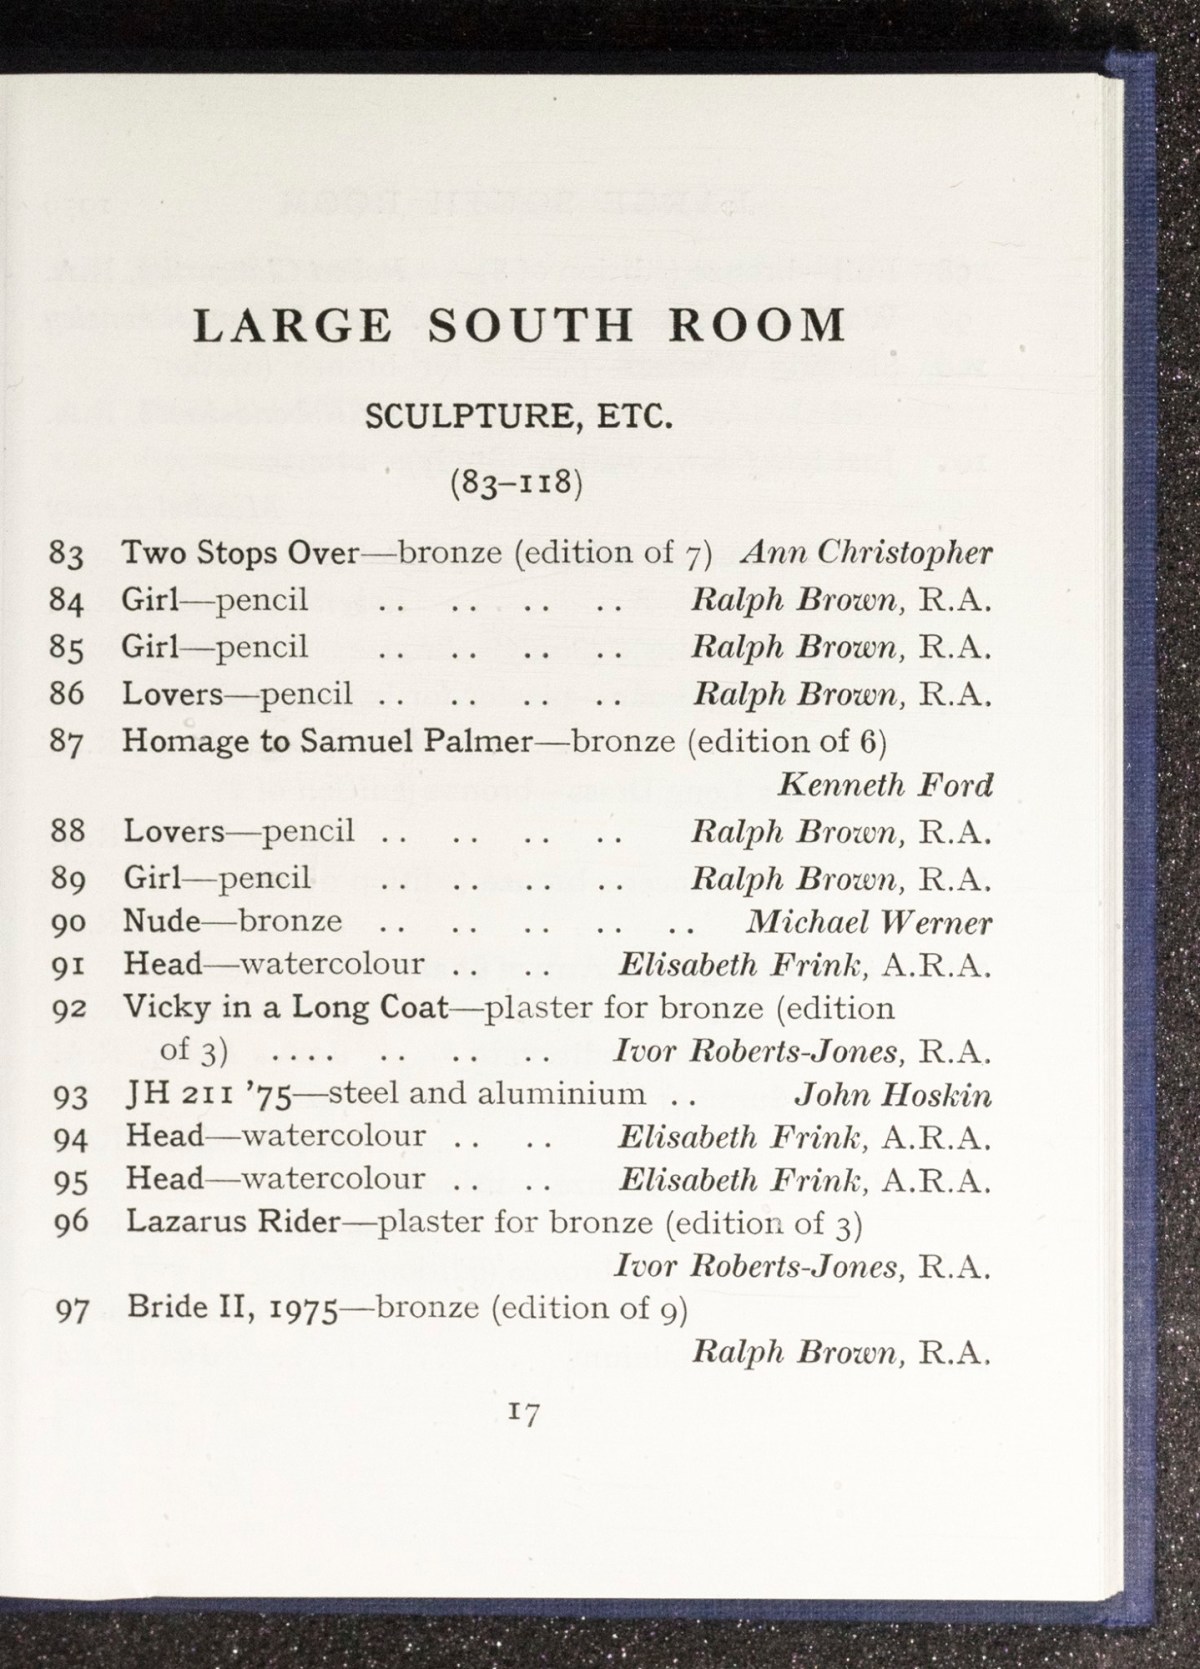 LARGE SOUTH ROOM
SCULPTURE, ETC.
(83–118)
83 Two Stops Over—bronze (edition of 7) Ann Christopher
84 Girl—pencil .. .. .. .. Ralph Brown, R.A.
85 Girl—pencil .. .. .. .. Ralph Brown, R.A.
86 Lovers—pencil .. .. .. .. Ralph Brown, R.A.
87 Homage to Samuel Palmer—bronze (edition of 6)
Kenneth Ford
88 Lovers—pencil .. .. .. .. Ralph Brown, R.A.
89 Girl—pencil .. .. .. .. Ralph Brown, R.A.
90 Nude—bronze .. .. .. .. .. Michael Werner
91 Head—watercolour .. .. Elisabeth Frink, A.R.A.
92 Vicky in a Long Coat—plaster for bronze (edition
of 3) .... .. .. .. Ivor Roberts-Jones, R.A.
93 JH 211 ’75—steel and aluminium .. John Hoskin
94 Head—watercolour .. .. Elisabeth Frink, A.R.A.
95 Head—watercolour .. .. Elisabeth Frink, A.R.A.
96 Lazarus Rider—plaster for bronze (edition of 3)
Ivor Roberts-Jones, R.A.
97 Bride II, 1975—bronze (edition of 9)
Ralph Brown, R.A.
17